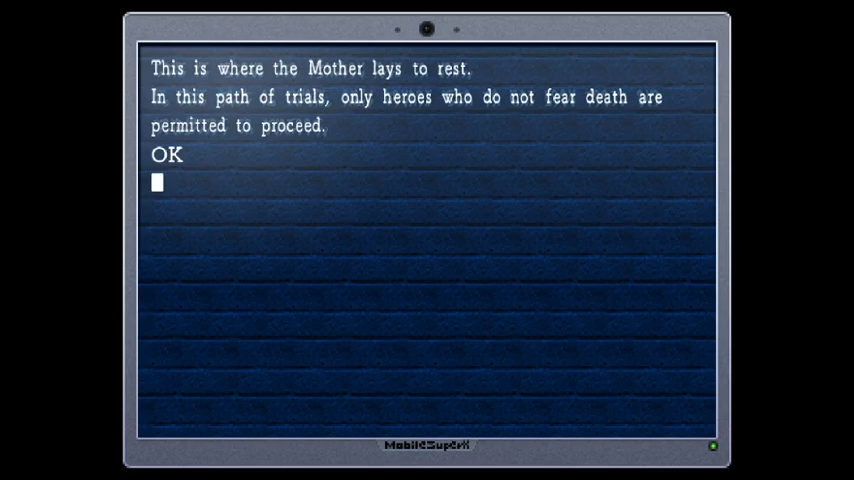 This is where the Mother lays to rest.
In this path of trials, only heroes who do not fear death are
permitted to proceed.
OK
MobileSuperX